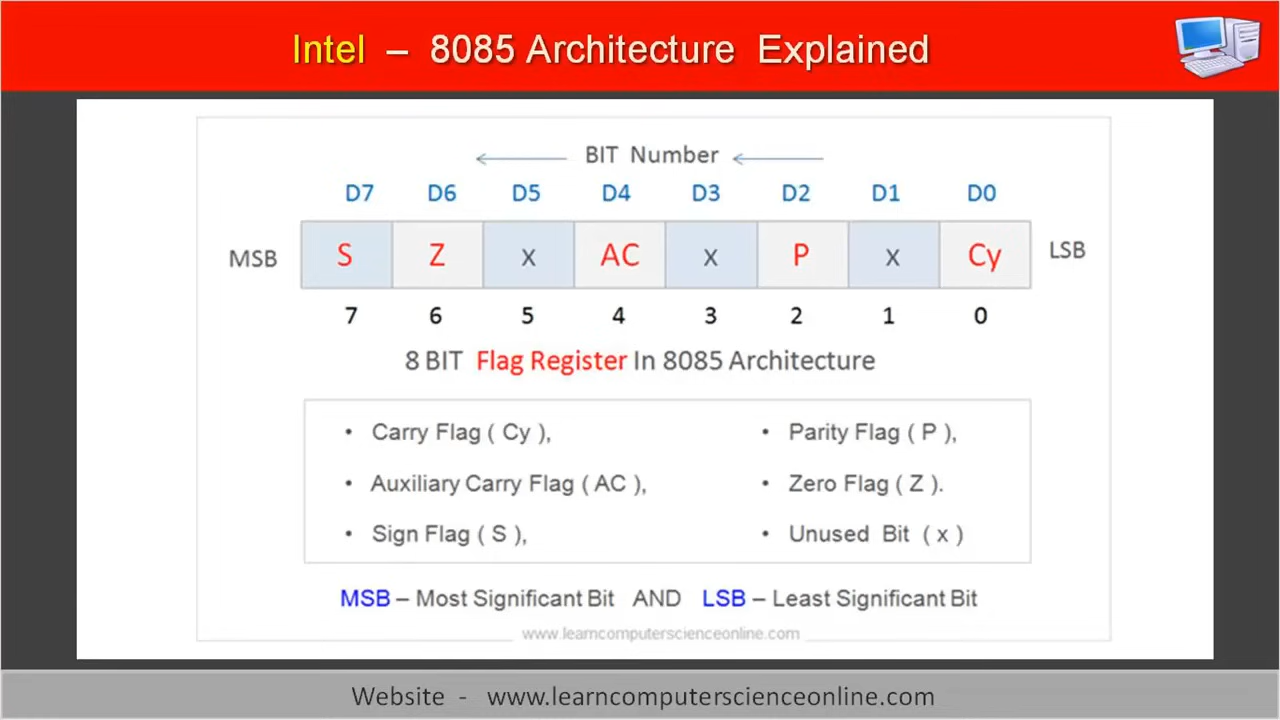 Intel – 8085 Architecture Explained
BIT Number
D7 D6 D5 D4 D3 D2 D1 D0
MSB S Z x AC x P x Cy LSB
7 6 5 4 3 2 1 0
8 BIT Flag Register In 8085 Architecture
• Carry Flag ( Cy ),
• Parity Flag ( P ),
• Auxiliary Carry Flag ( AC ),
• Zero Flag ( Z ).
• Sign Flag ( S ),
• Unused Bit ( x )
MSB – Most Significant Bit AND LSB – Least Significant Bit
www.learncomputerscienceonline.com
Website - www.learncomputerscienceonline.com